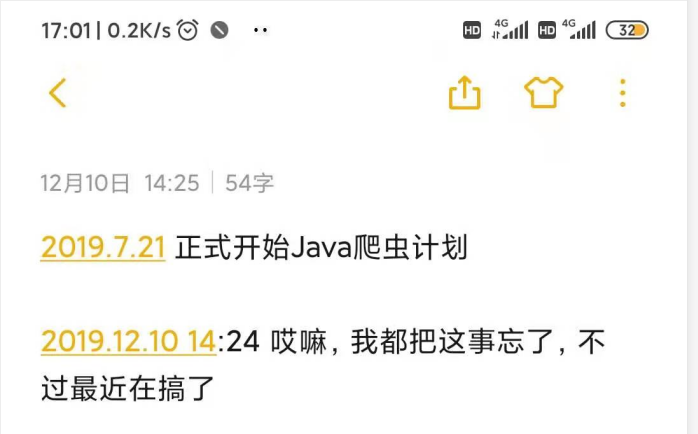 17:01 | 0.2K/s HD 4G HD 4G 32
12月10日 14:25 | 54字
2019.7.21 正式开始Java爬虫计划
2019.12.10 14:24 哎嘛，我都把这事忘了，不
过最近在搞了